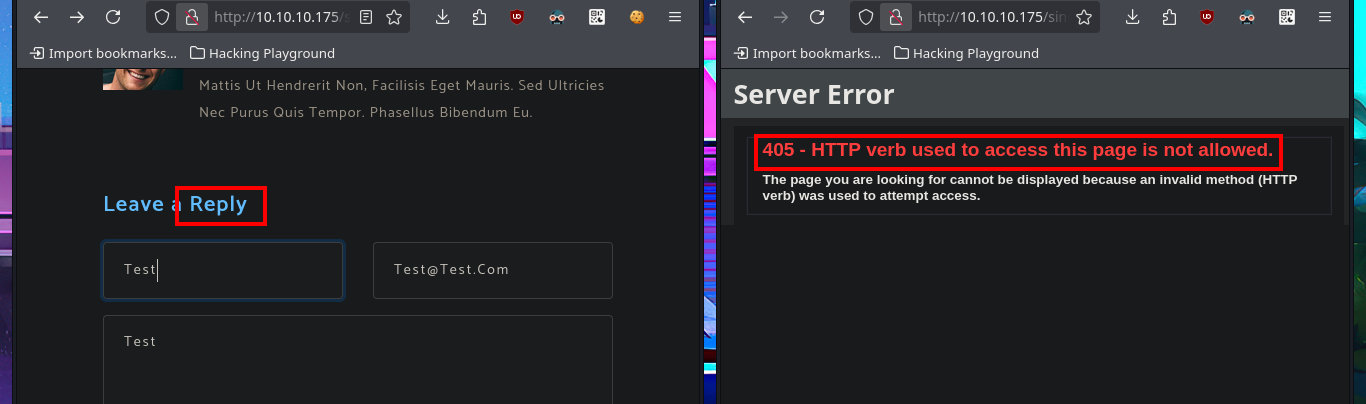 http://10.10.10.175/s
Import bookmarks... Hacking Playground
Mattis Ut Hendrerit Non, Facilisis Eget Mauris. Sed Ultricies
Nec Purus Quis Tempor. Phasellus Bibendum Eu.
Leave a Reply
Test
Test@Test.Com
Test
http://10.10.10.175/sin
Import bookmarks... Hacking Playground
Server Error
405 - HTTP verb used to access this page is not allowed.
The page you are looking for cannot be displayed because an invalid method (HTTP
verb) was used to attempt access.